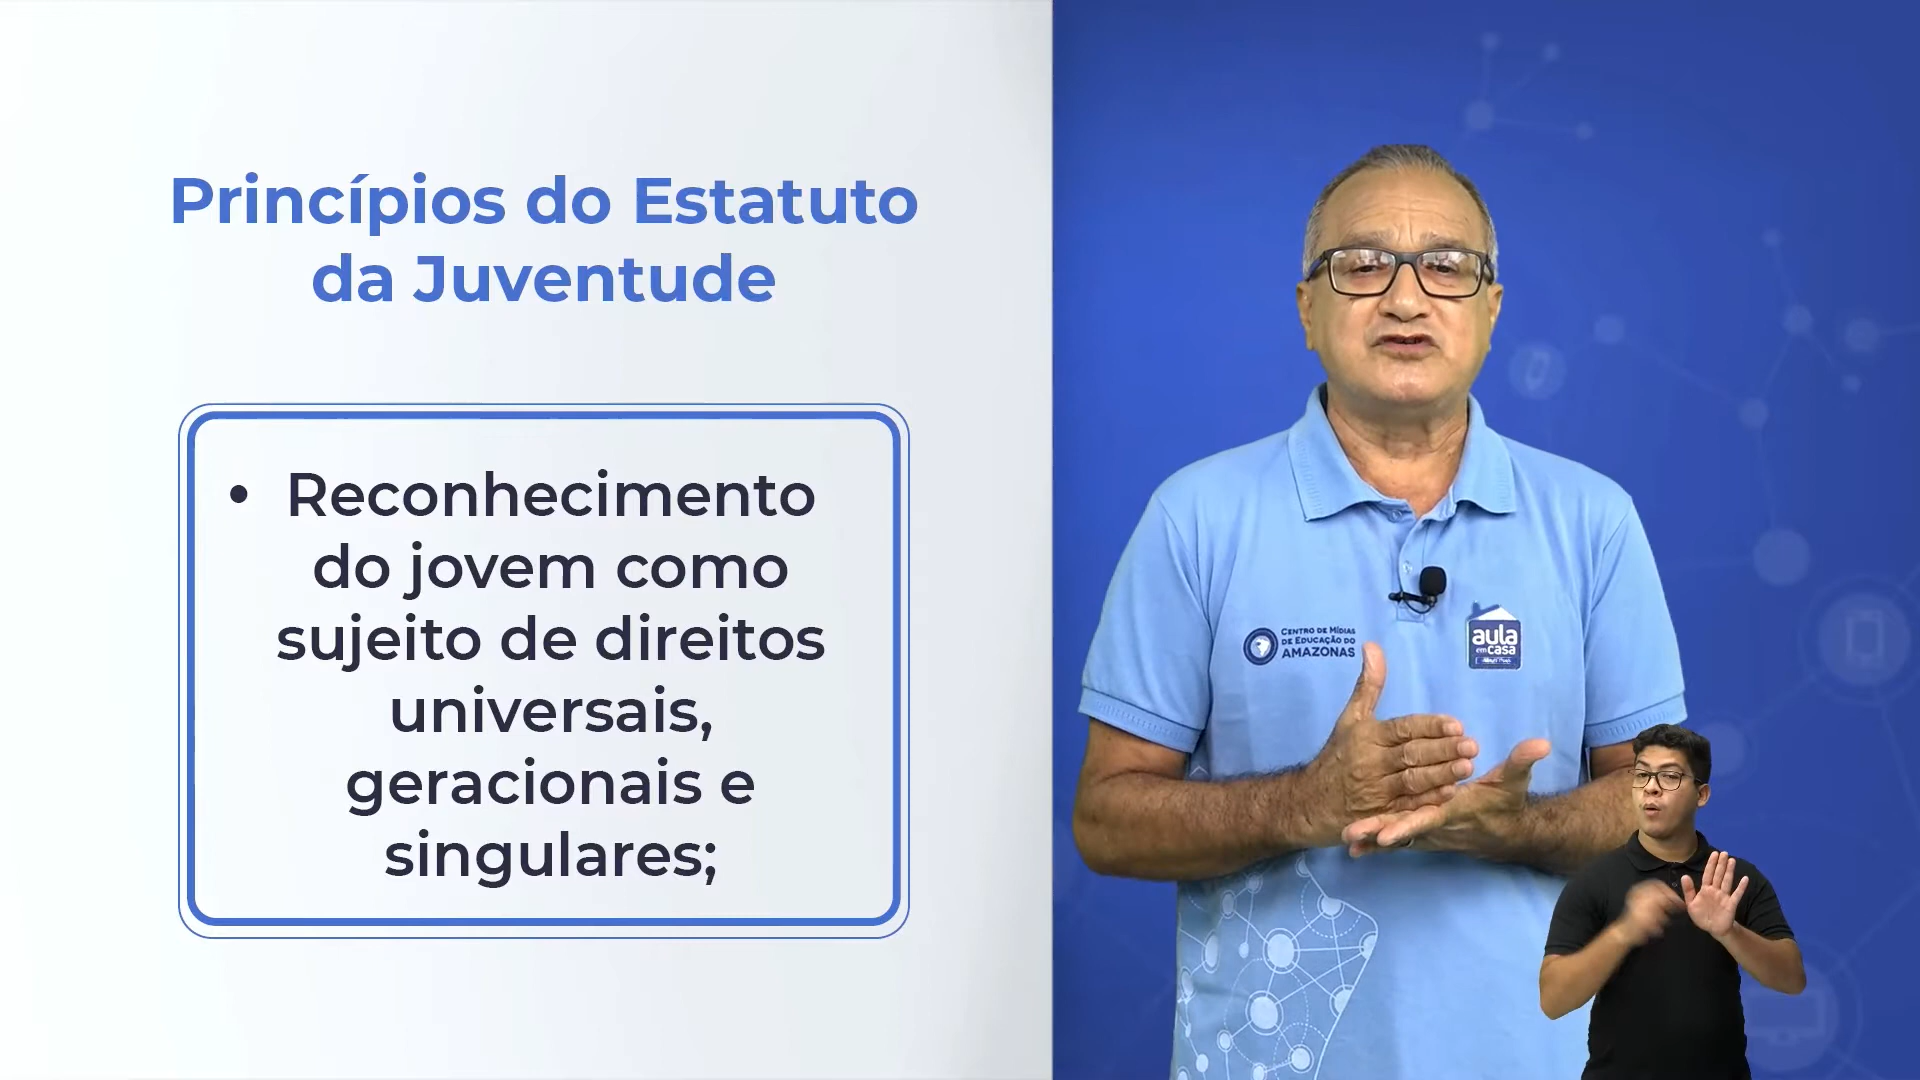 Princípios do Estatuto
da Juventude
• Reconhecimento
do jovem como
sujeito de direitos
universais,
geracionais e
singulares;
CENTRO DE MÍDIAS
DE EDUCAÇÃO DO
AMAZONAS
aula
em casa